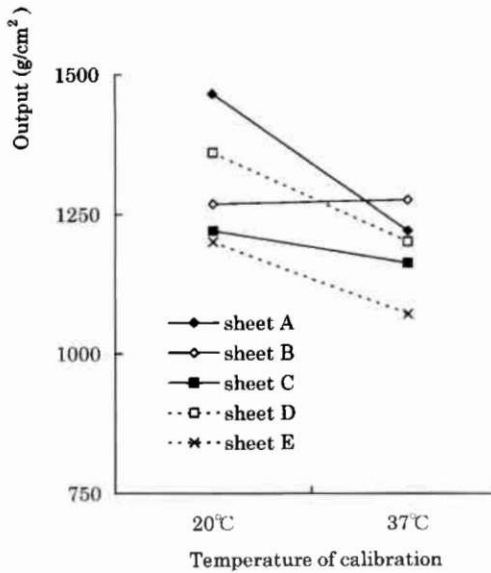 Output (g/cm²)
1500
1250
1000
750
sheet A
sheet B
sheet C
sheet D
sheet E
20℃
37℃
Temperature of calibration